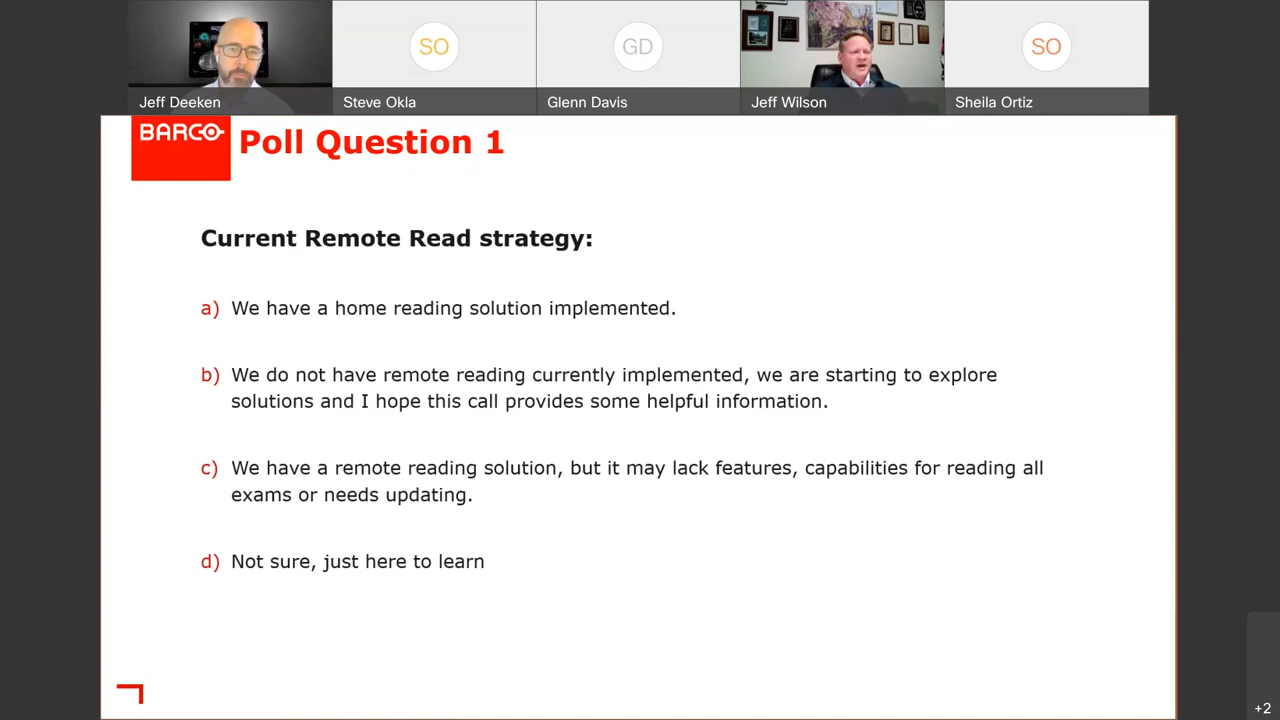 SO
GD
SO
Jeff Deeken
Steve Okla
Glenn Davis
Jeff Wilson
Sheila Ortiz
BARCO
Poll Question 1
Current Remote Read strategy:
a) We have a home reading solution implemented.
b) We do not have remote reading currently implemented, we are starting to explore
solutions and I hope this call provides some helpful information.
c) We have a remote reading solution, but it may lack features, capabilities for reading all
exams or needs updating.
d) Not sure, just here to learn
+2